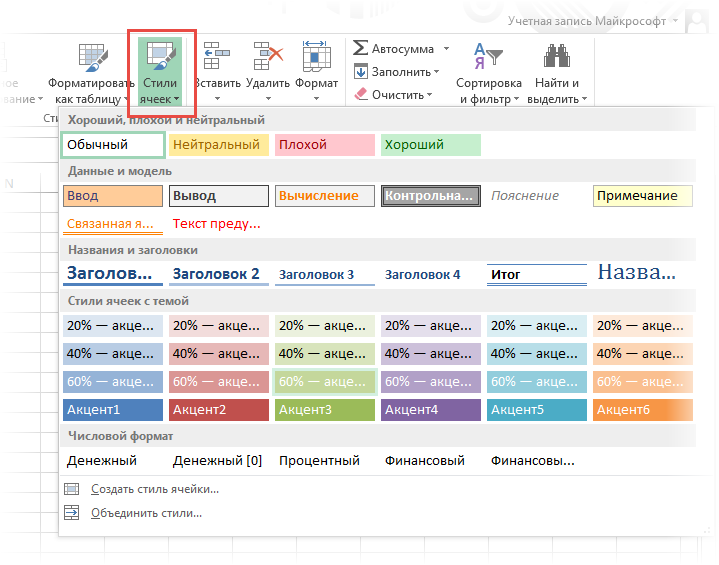 Учетная запись Майкрософт
Форматировать как таблицу
Стили ячеек
Вставить
Удалить
Формат
Автосумма
Заполнить
Очистить
Сортировка и фильтр
Найти и выделить
Хороший, плохой и нейтральный
Обычный Нейтральный Плохой Хороший
Данные и модель
Ввод Вывод Вычисление Контрольна... Пояснение Примечание
Связанная я... Текст преду...
Названия и заголовки
Заголов... Заголовок 2 Заголовок 3 Заголовок 4 Итог Назва...
Стили ячеек с темой
20% — акце... 20% — акце... 20% — акце... 20% — акце... 20% — акце... 20% — акце...
40% — акце... 40% — акце... 40% — акце... 40% — акце... 40% — акце... 40% — акце...
60% — акце... 60% — акце... 60% — акце... 60% — акце... 60% — акце... 60% — акце...
Акцент1 Акцент2 Акцент3 Акцент4 Акцент5 Акцент6
Числовой формат
Денежный Денежный [0] Процентный Финансовый Финансовы...
Создать стиль ячейки...
Объединить стили...
N